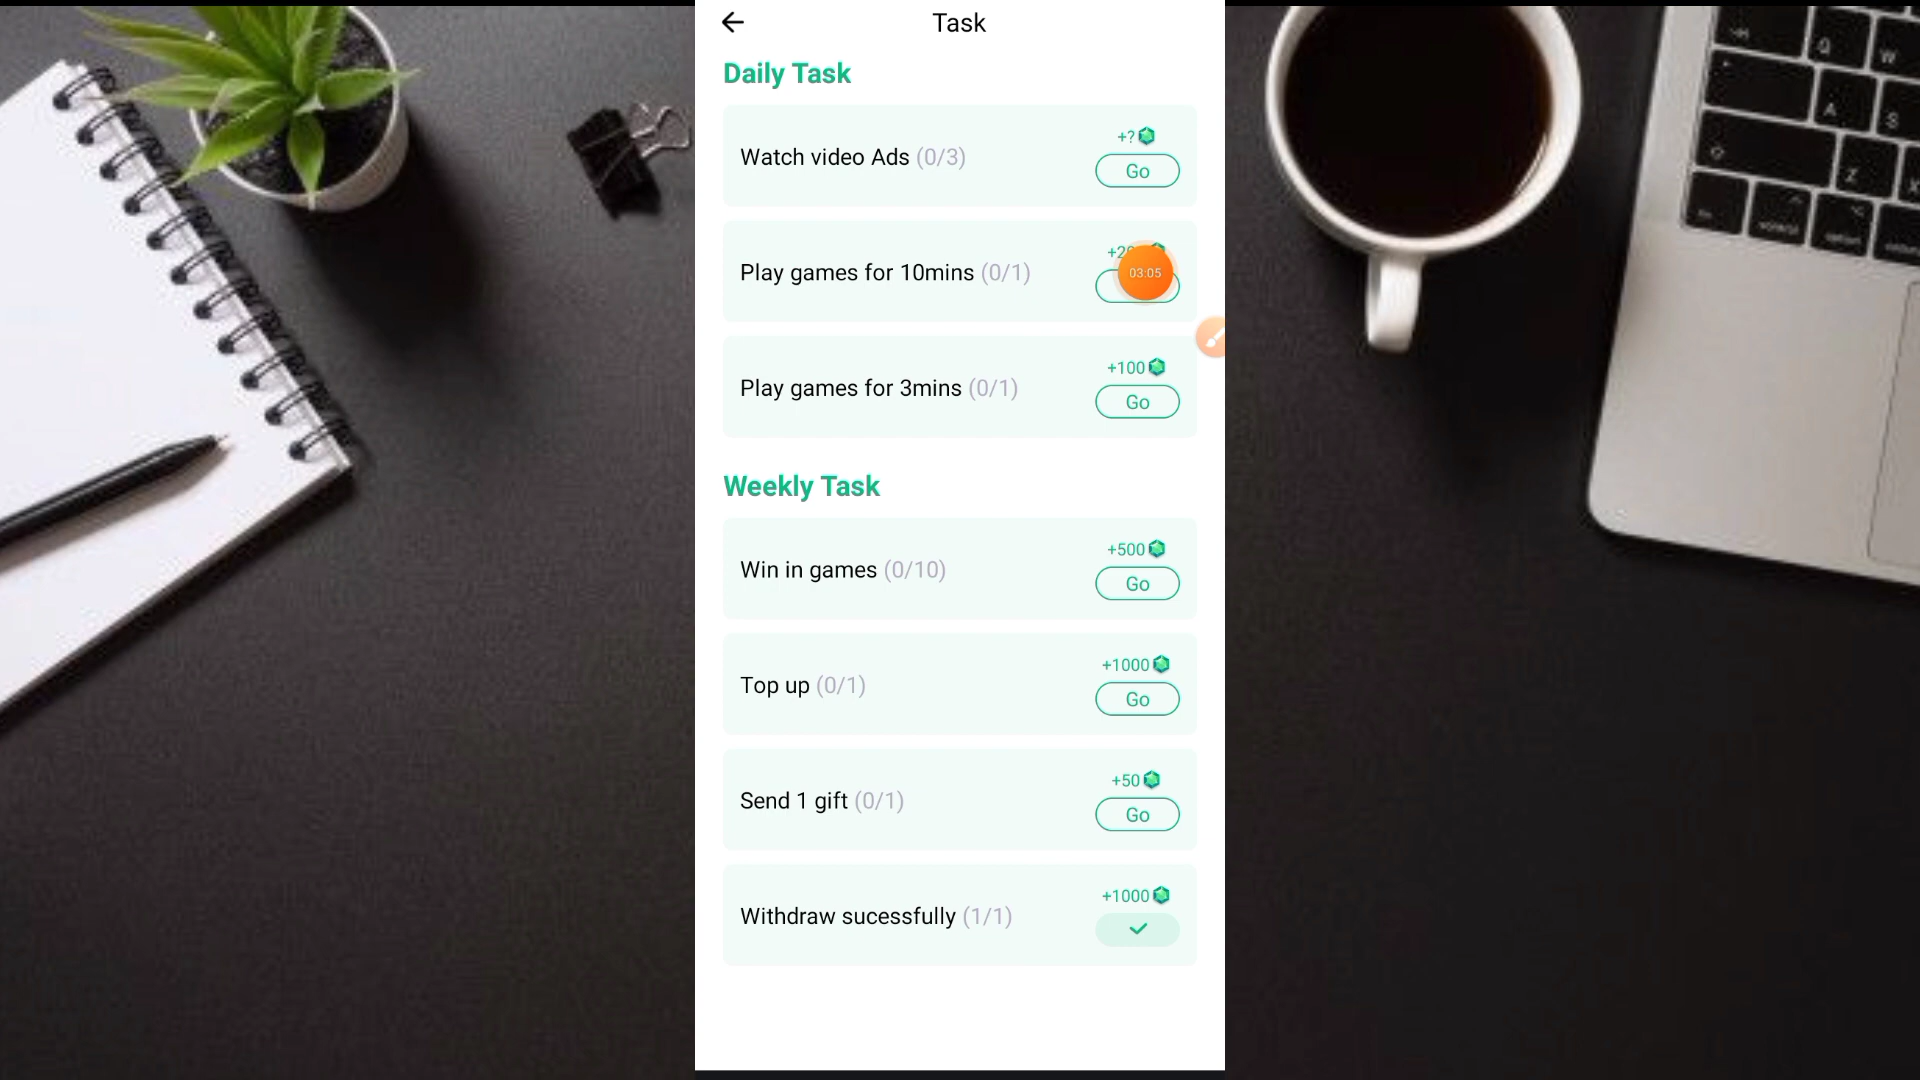 Task
Daily Task
Watch video Ads (0/3)
+?
Go
Play games for 10mins (0/1)
03:05
Play games for 3mins (0/1)
+100
Go
Weekly Task
Win in games (0/10)
+500
Go
Top up (0/1)
+1000
Go
Send 1 gift (0/1)
+50
Go
Withdraw sucessfully (1/1)
+1000
Q
W
A
S
Z
X